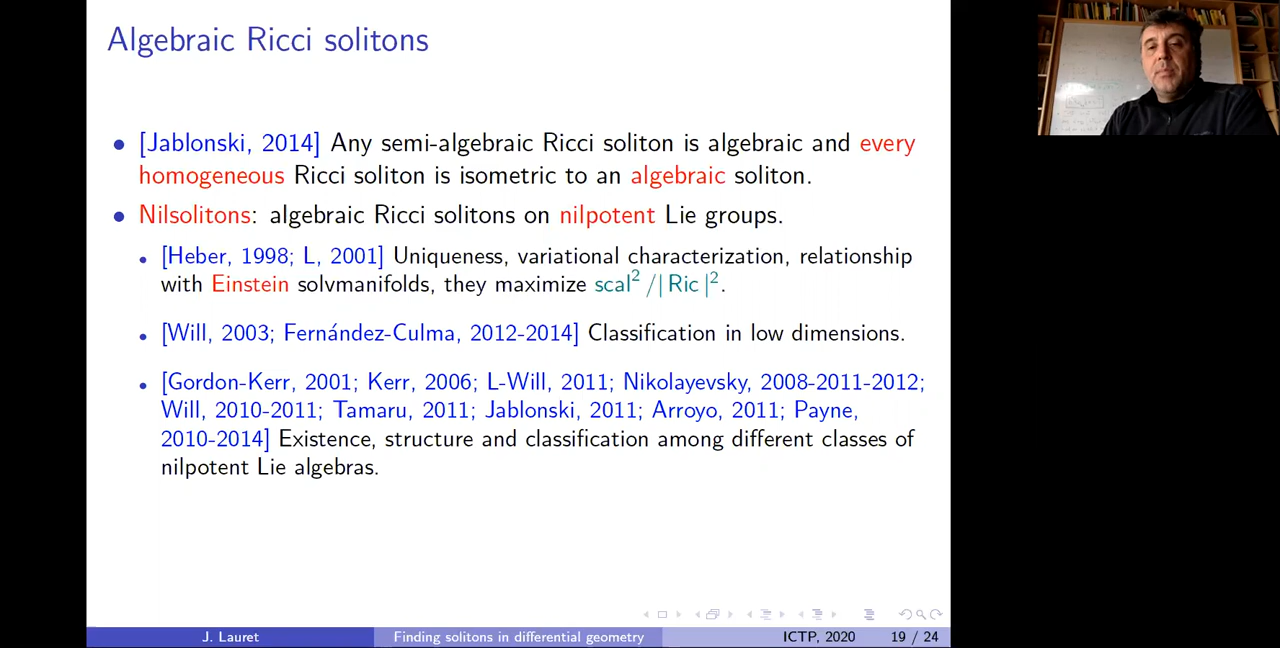 Algebraic Ricci solitons
• [Jablonski, 2014] Any semi-algebraic Ricci soliton is algebraic and every
homogeneous Ricci soliton is isometric to an algebraic soliton.
• Nilsolitons: algebraic Ricci solitons on nilpotent Lie groups.
• [Heber, 1998; L, 2001] Uniqueness, variational characterization, relationship
with Einstein solvmanifolds, they maximize scal²/|Ric|².
• [Will, 2003; Fernández-Culma, 2012-2014] Classification in low dimensions.
• [Gordon-Kerr, 2001; Kerr, 2006; L-Will, 2011; Nikolayevsky, 2008-2011-2012;
Will, 2010-2011; Tamaru, 2011; Jablonski, 2011; Arroyo, 2011; Payne,
2010-2014] Existence, structure and classification among different classes of
nilpotent Lie algebras.
J. Lauret Finding solitons in differential geometry ICTP, 2020 19 / 24